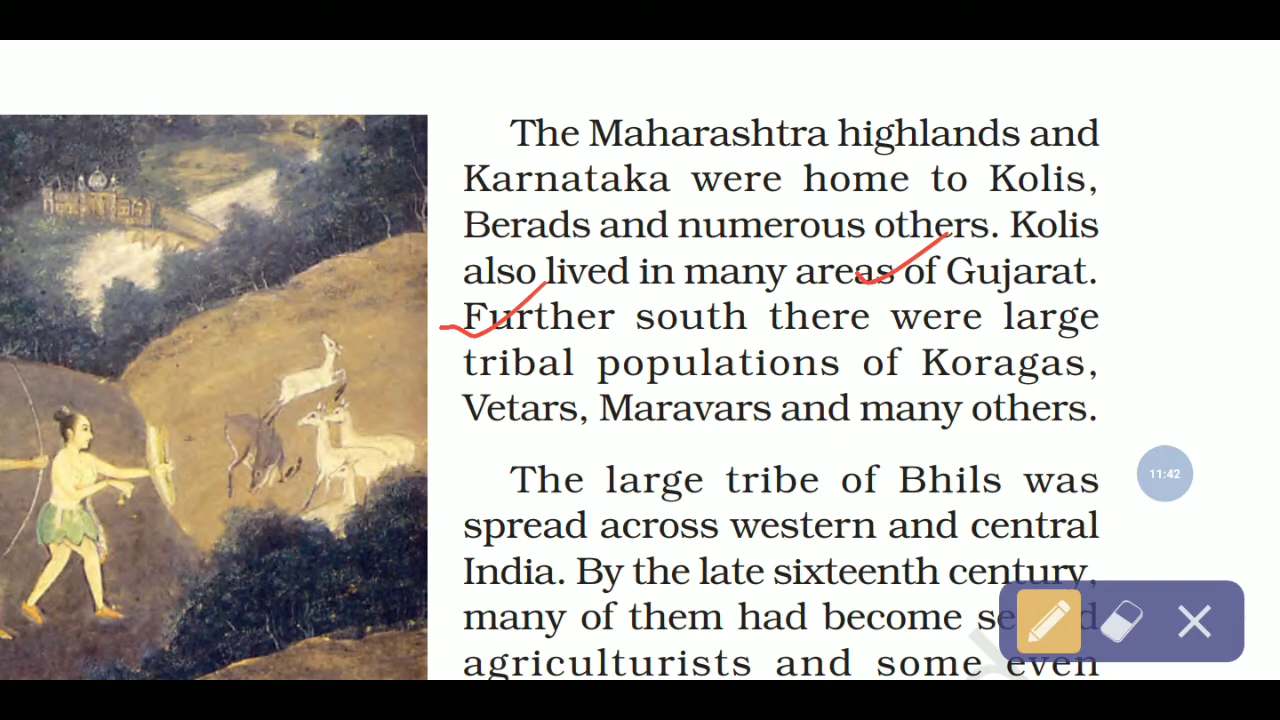 The Maharashtra highlands and
Karnataka were home to Kolis,
Berads and numerous others. Kolis
also lived in many areas of Gujarat.
Further south there were large
tribal populations of Koragas,
Vetars, Maravars and many others.
The large tribe of Bhils was
spread across western and central
India. By the late sixteenth century,
many of them had become
agriculturists and some even
11:42